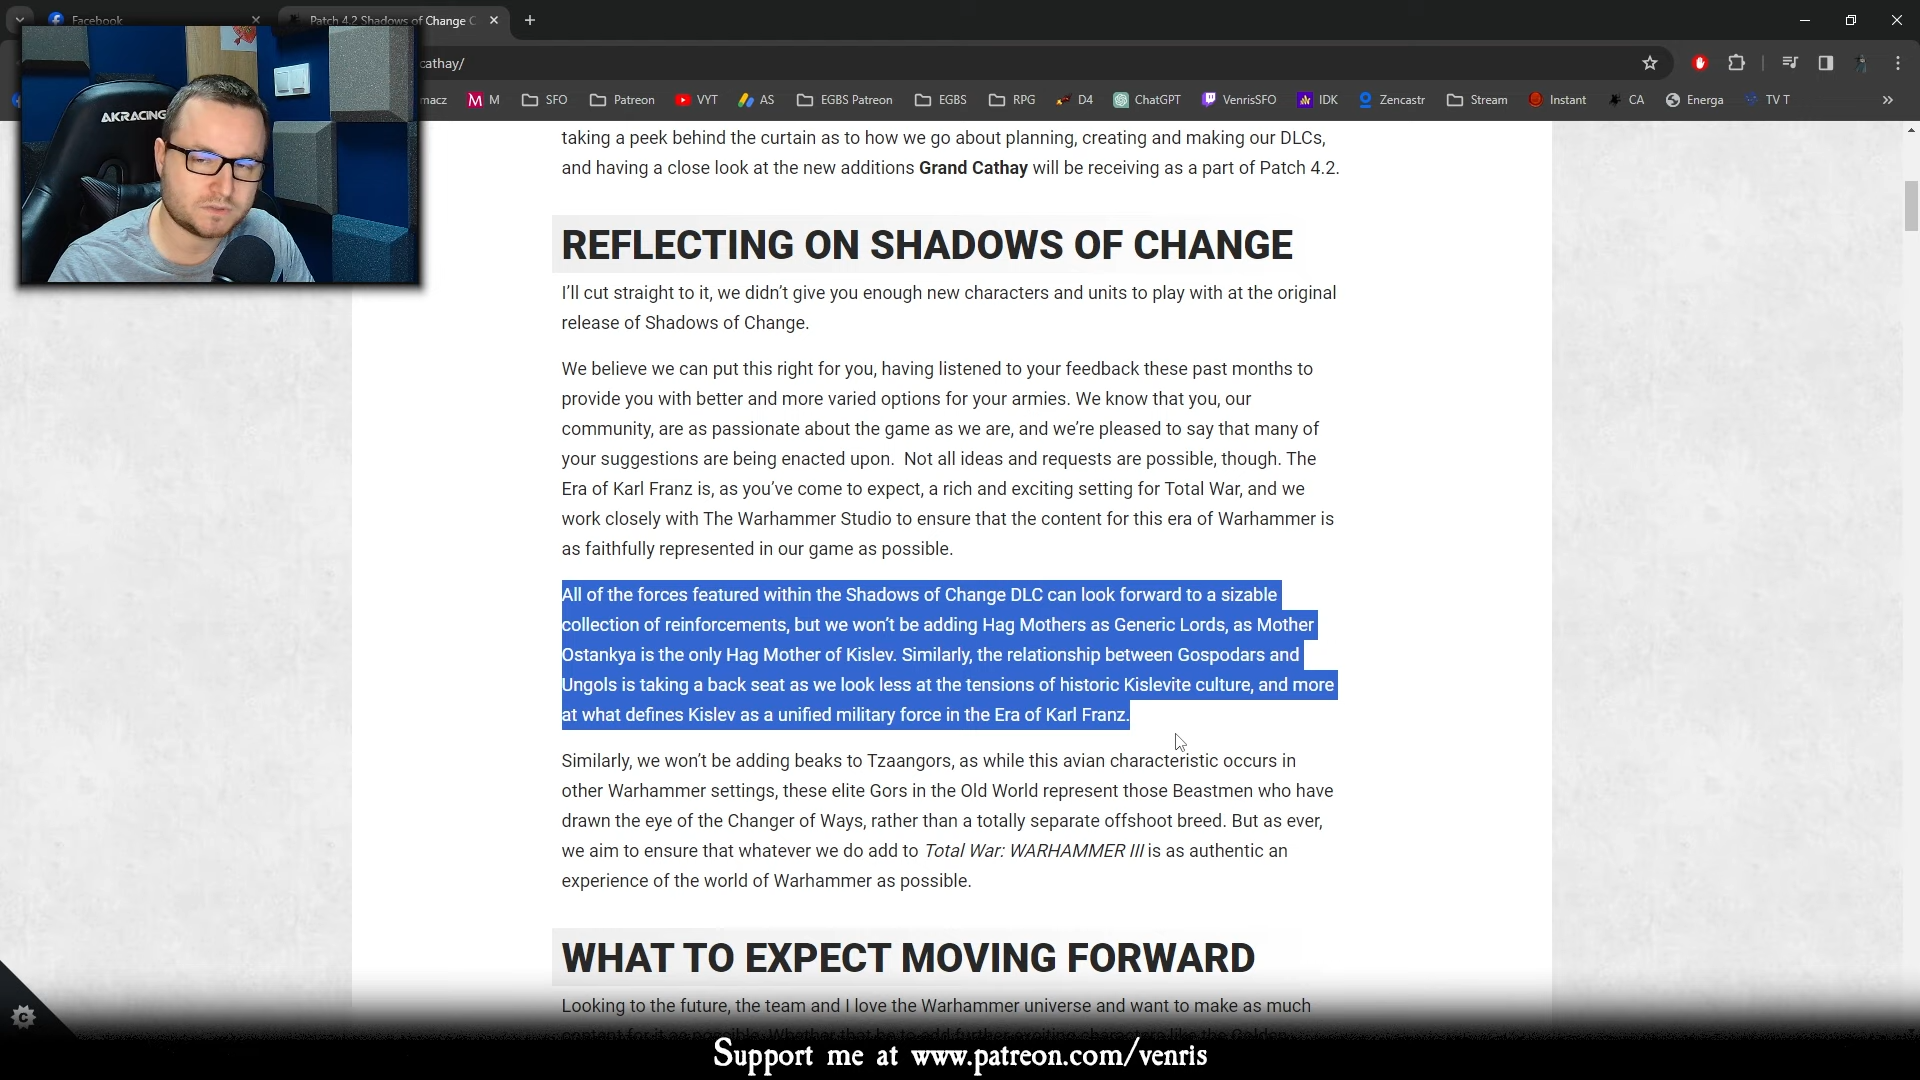 Facebook
Patch 4.2 Shadows of Change C
cathay/
macz
M
SFO
Patreon
VYT
AS
EGBS Patreon
EGBS
RPG
D4
ChatGPT
VenrisSFO
IDK
Zencastr
Stream
Instant
CA
Energa
TV T
AKRACING
taking a peek behind the curtain as to how we go about planning, creating and making our DLCs,
and having a close look at the new additions Grand Cathay will be receiving as a part of Patch 4.2.
REFLECTING ON SHADOWS OF CHANGE
I’ll cut straight to it, we didn’t give you enough new characters and units to play with at the original
release of Shadows of Change.
We believe we can put this right for you, having listened to your feedback these past months to
provide you with better and more varied options for your armies. We know that you, our
community, are as passionate about the game as we are, and we’re pleased to say that many of
your suggestions are being enacted upon. Not all ideas and requests are possible, though. The
Era of Karl Franz is, as you’ve come to expect, a rich and exciting setting for Total War, and we
work closely with The Warhammer Studio to ensure that the content for this era of Warhammer is
as faithfully represented in our game as possible.
All of the forces featured within the Shadows of Change DLC can look forward to a sizable
collection of reinforcements, but we won’t be adding Hag Mothers as Generic Lords, as Mother
Ostankya is the only Hag Mother of Kislev. Similarly, the relationship between Gospodars and
Ungols is taking a back seat as we look less at the tensions of historic Kislevite culture, and more
at what defines Kislev as a unified military force in the Era of Karl Franz.
Similarly, we won’t be adding beaks to Tzaangors, as while this avian characteristic occurs in
other Warhammer settings, these elite Gors in the Old World represent those Beastmen who have
drawn the eye of the Changer of Ways, rather than a totally separate offshoot breed. But as ever,
we aim to ensure that whatever we do add to Total War: WARHAMMER III is as authentic an
experience of the world of Warhammer as possible.
WHAT TO EXPECT MOVING FORWARD
Looking to the future, the team and I love the Warhammer universe and want to make as much
content for it as possible. Whether that be to add further exciting characters like the Golden
Support me at www.patreon.com/venris